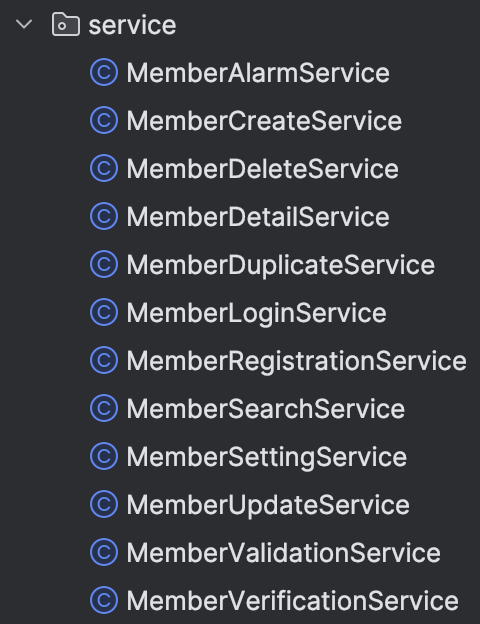 service
MemberAlarmService
MemberCreateService
MemberDeleteService
MemberDetailService
MemberDuplicateService
MemberLoginService
MemberRegistrationService
MemberSearchService
MemberSettingService
MemberUpdateService
MemberValidationService
MemberVerificationService